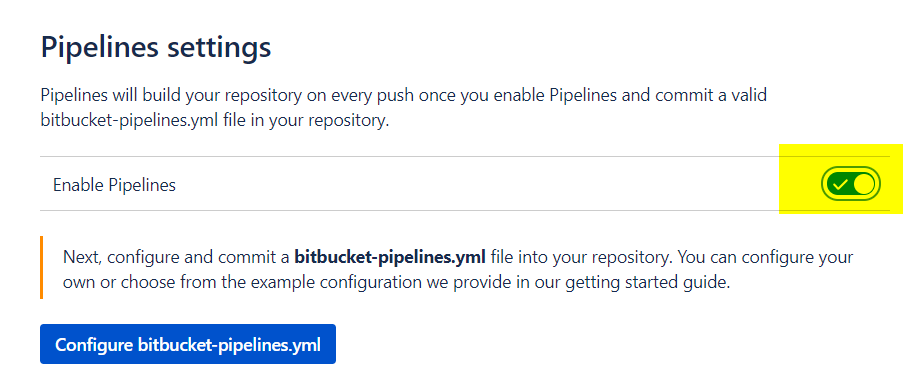 Pipelines settings
Pipelines will build your repository on every push once you enable Pipelines and commit a valid
bitbucket-pipelines.yml file in your repository.
Enable Pipelines
Next, configure and commit a bitbucket-pipelines.yml file into your repository. You can configure your
own or choose from the example configuration we provide in our getting started guide.
Configure bitbucket-pipelines.yml